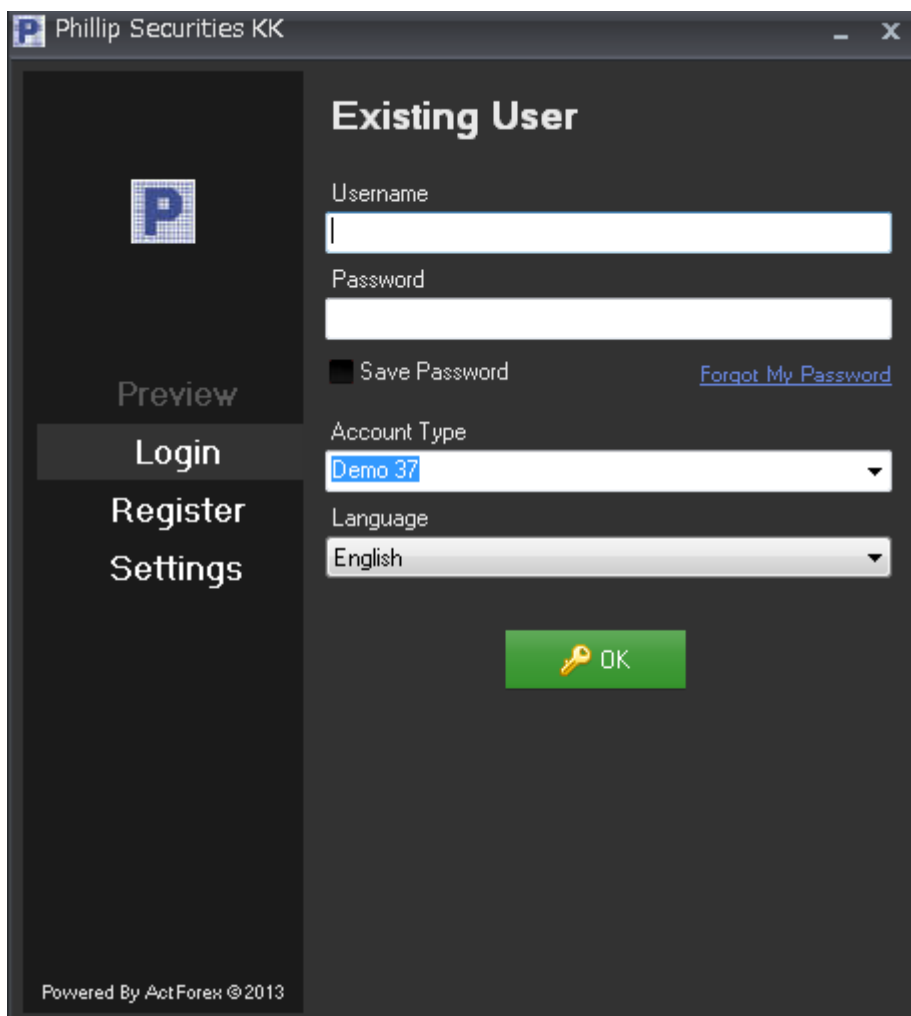 P Phillip Securities KK
Existing User
P
Username
Password
Save Password Forgot My Password
Preview
Login
Register
Settings
Account Type
Demo 37
Language
English
OK
Powered By ActForex © 2013